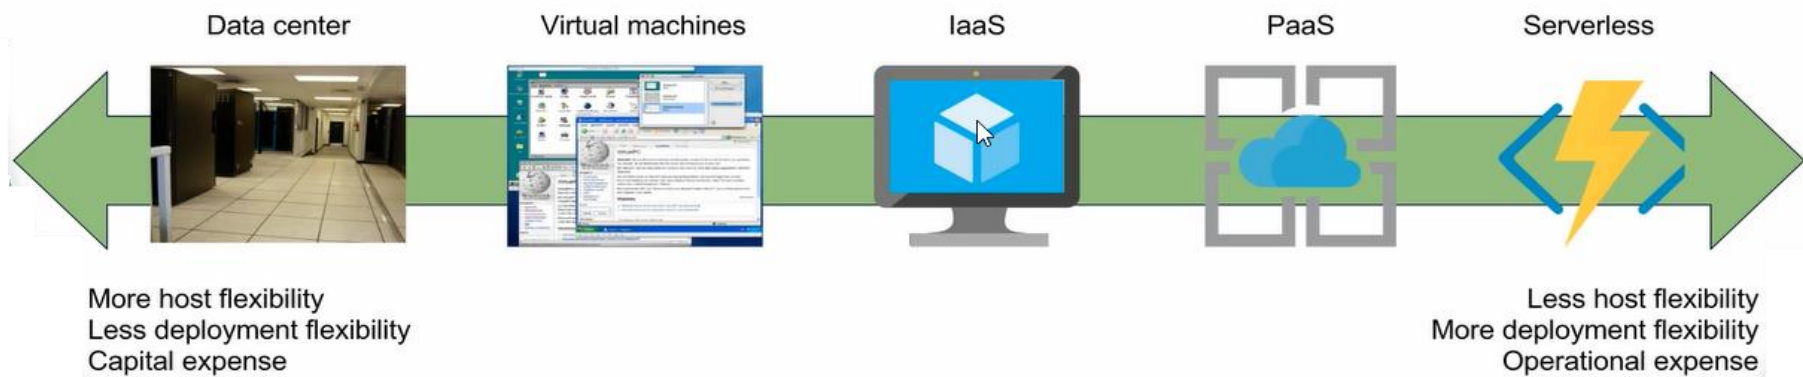 Data center
Virtual machines
IaaS
PaaS
Serverless
More host flexibility
Less deployment flexibility
Capital expense
Less host flexibility
More deployment flexibility
Operational expense